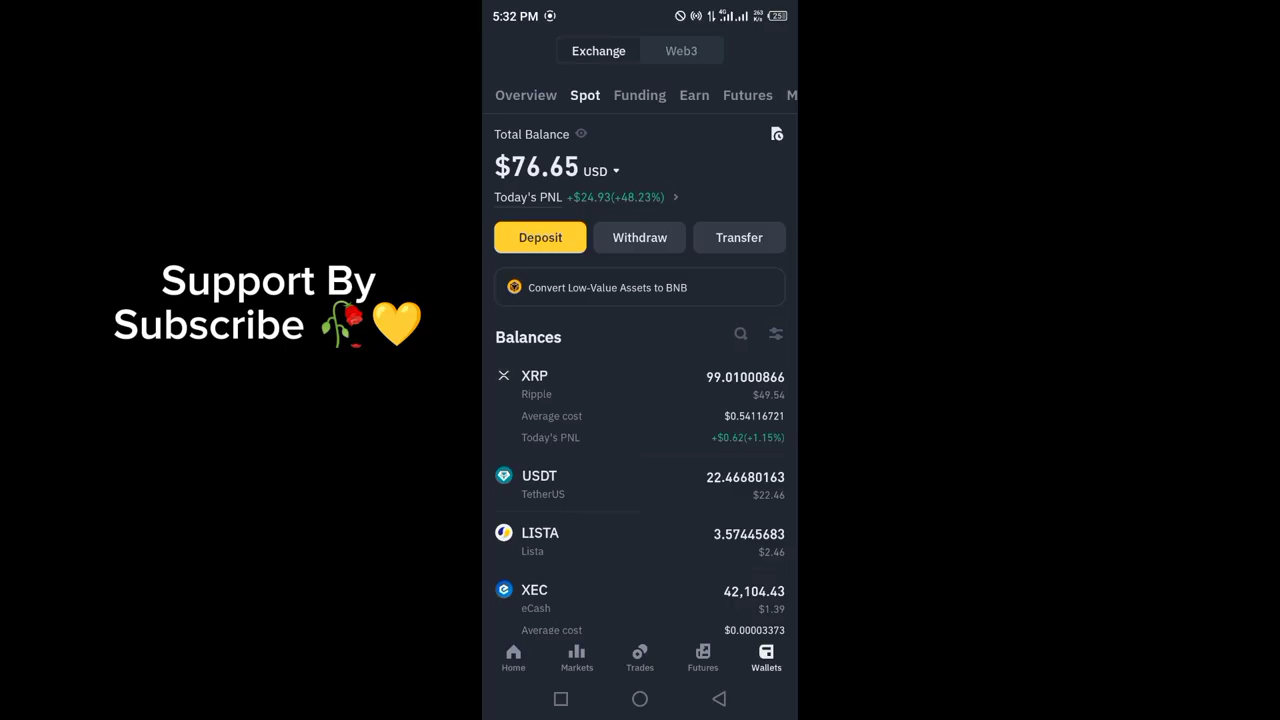 5:32 PM
4G
263 K/s
25
Exchange Web3
Overview Spot Funding Earn Futures M
Total Balance
$76.65 USD
Today's PNL +$24.93(+48.23%)
Deposit Withdraw Transfer
Convert Low-Value Assets to BNB
Support By
Subscribe 🥀💛
Balances
XRP 99.01000866
Ripple $49.54
Average cost $0.54116721
Today's PNL +$0.62(+1.15%)
USDT 22.46680163
TetherUS $22.46
LISTA 3.57445683
Lista $2.46
XEC 42,104.43
eCash $1.39
Average cost $0.00003373
Home Markets Trades Futures Wallets